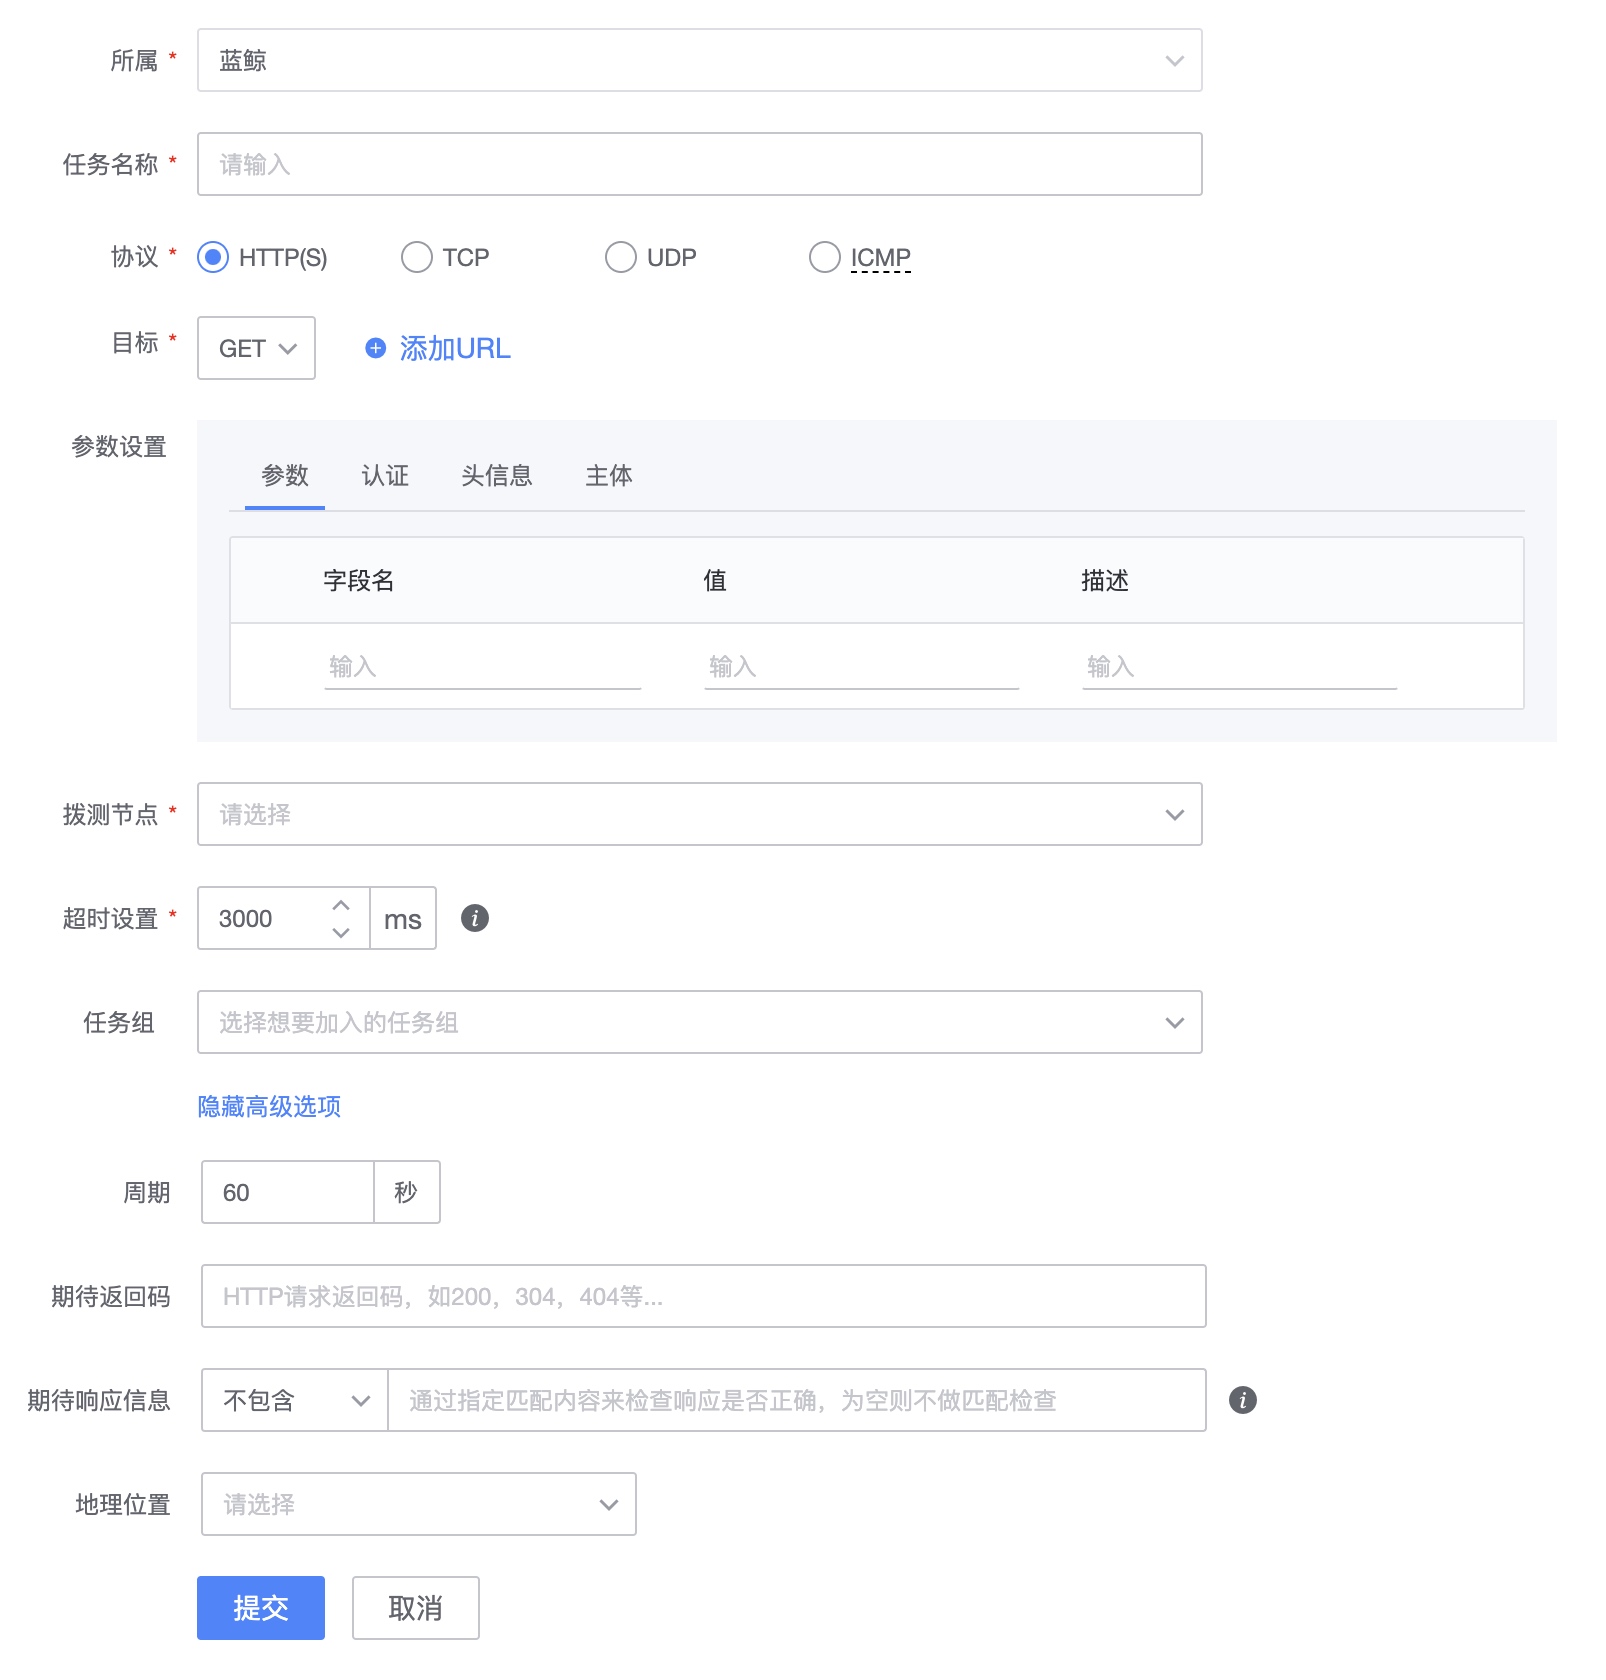 所属 * 蓝鲸
任务名称 * 请输入
协议 * HTTP(S) TCP UDP ICMP
目标 * GET 添加URL
参数设置
参数 认证 头信息 主体
字段名 值 描述
输入 输入 输入
拨测节点 * 请选择
超时设置 * 3000 ms
任务组 选择想要加入的任务组
隐藏高级选项
周期 60 秒
期待返回码 HTTP请求返回码，如200，304，404等...
期待响应信息 不包含 通过指定匹配内容来检查响应是否正确，为空则不做匹配检查
地理位置 请选择
提交 取消